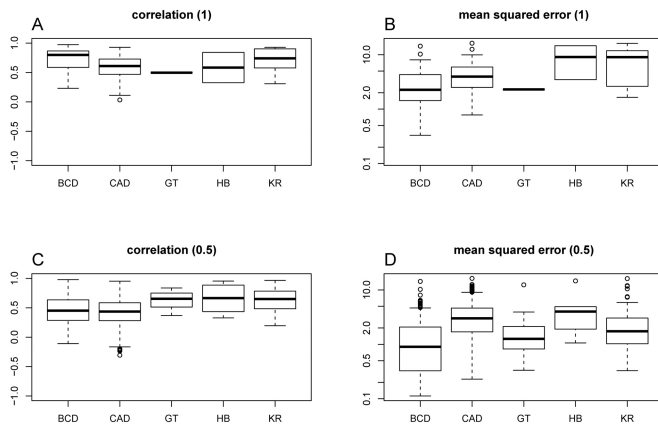 A
correlation (1)
1.0
0.5
0.0
−0.5
−1.0
BCD CAD GT HB KR
B
mean squared error (1)
10.0
2.0
0.5
0.1
BCD CAD GT HB KR
C
correlation (0.5)
1.0
0.5
0.0
−0.5
−1.0
BCD CAD GT HB KR
D
mean squared error (0.5)
10.0
2.0
0.5
0.1
BCD CAD GT HB KR